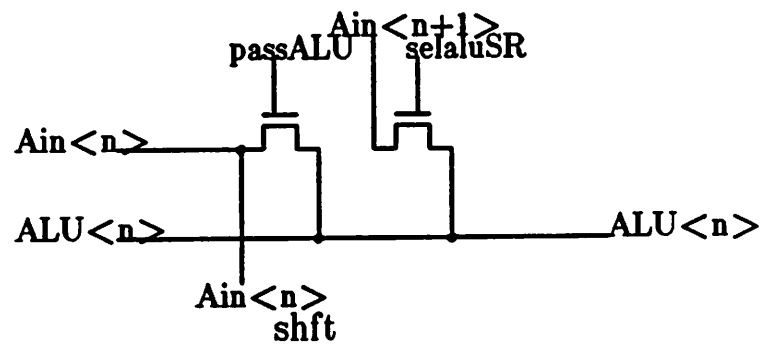 Ain<n+1>
passALU
selaluSR
Ain<n>
ALU<n>
ALU<n>
Ain<n>
shft